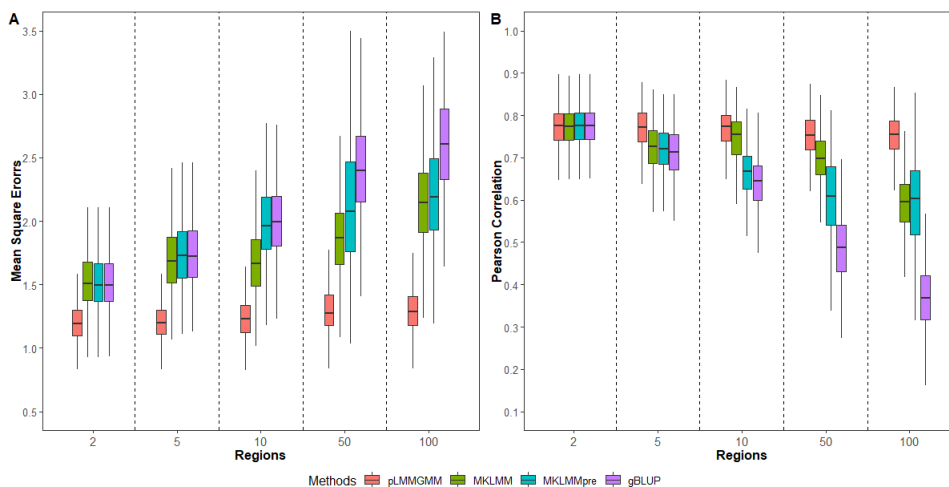 A
Mean Square Erorrs
3.5
3.0
2.5
2.0
1.5
1.0
0.5
2 5 10 50 100
Regions
B
Pearson Correlation
1.0
0.9
0.8
0.7
0.6
0.5
0.4
0.3
0.2
0.1
2 5 10 50 100
Regions
Methods pLMMGMM MKLMM MKLMMpre gBLUP